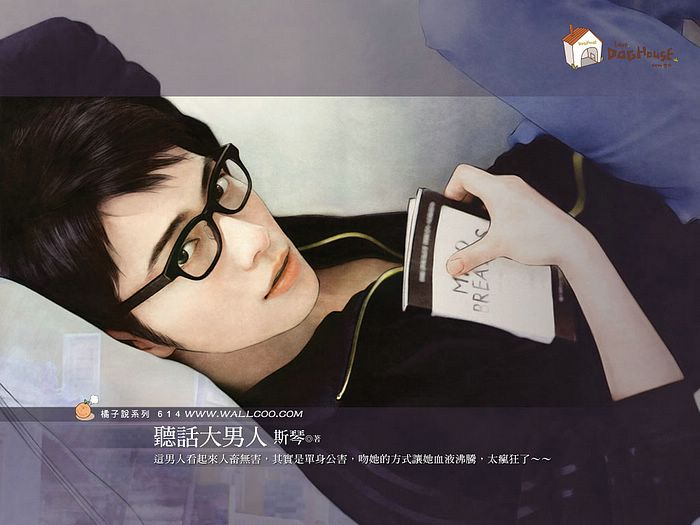 DOGHOUSE
MIND
BREA
橘子說系列 614 WWW.WALLCOO.COM
聽話大男人 斯琴◎著
這男人看起來人畜無害，其實是單身公害，吻她的方式讓她血液沸騰，太瘋狂了～～